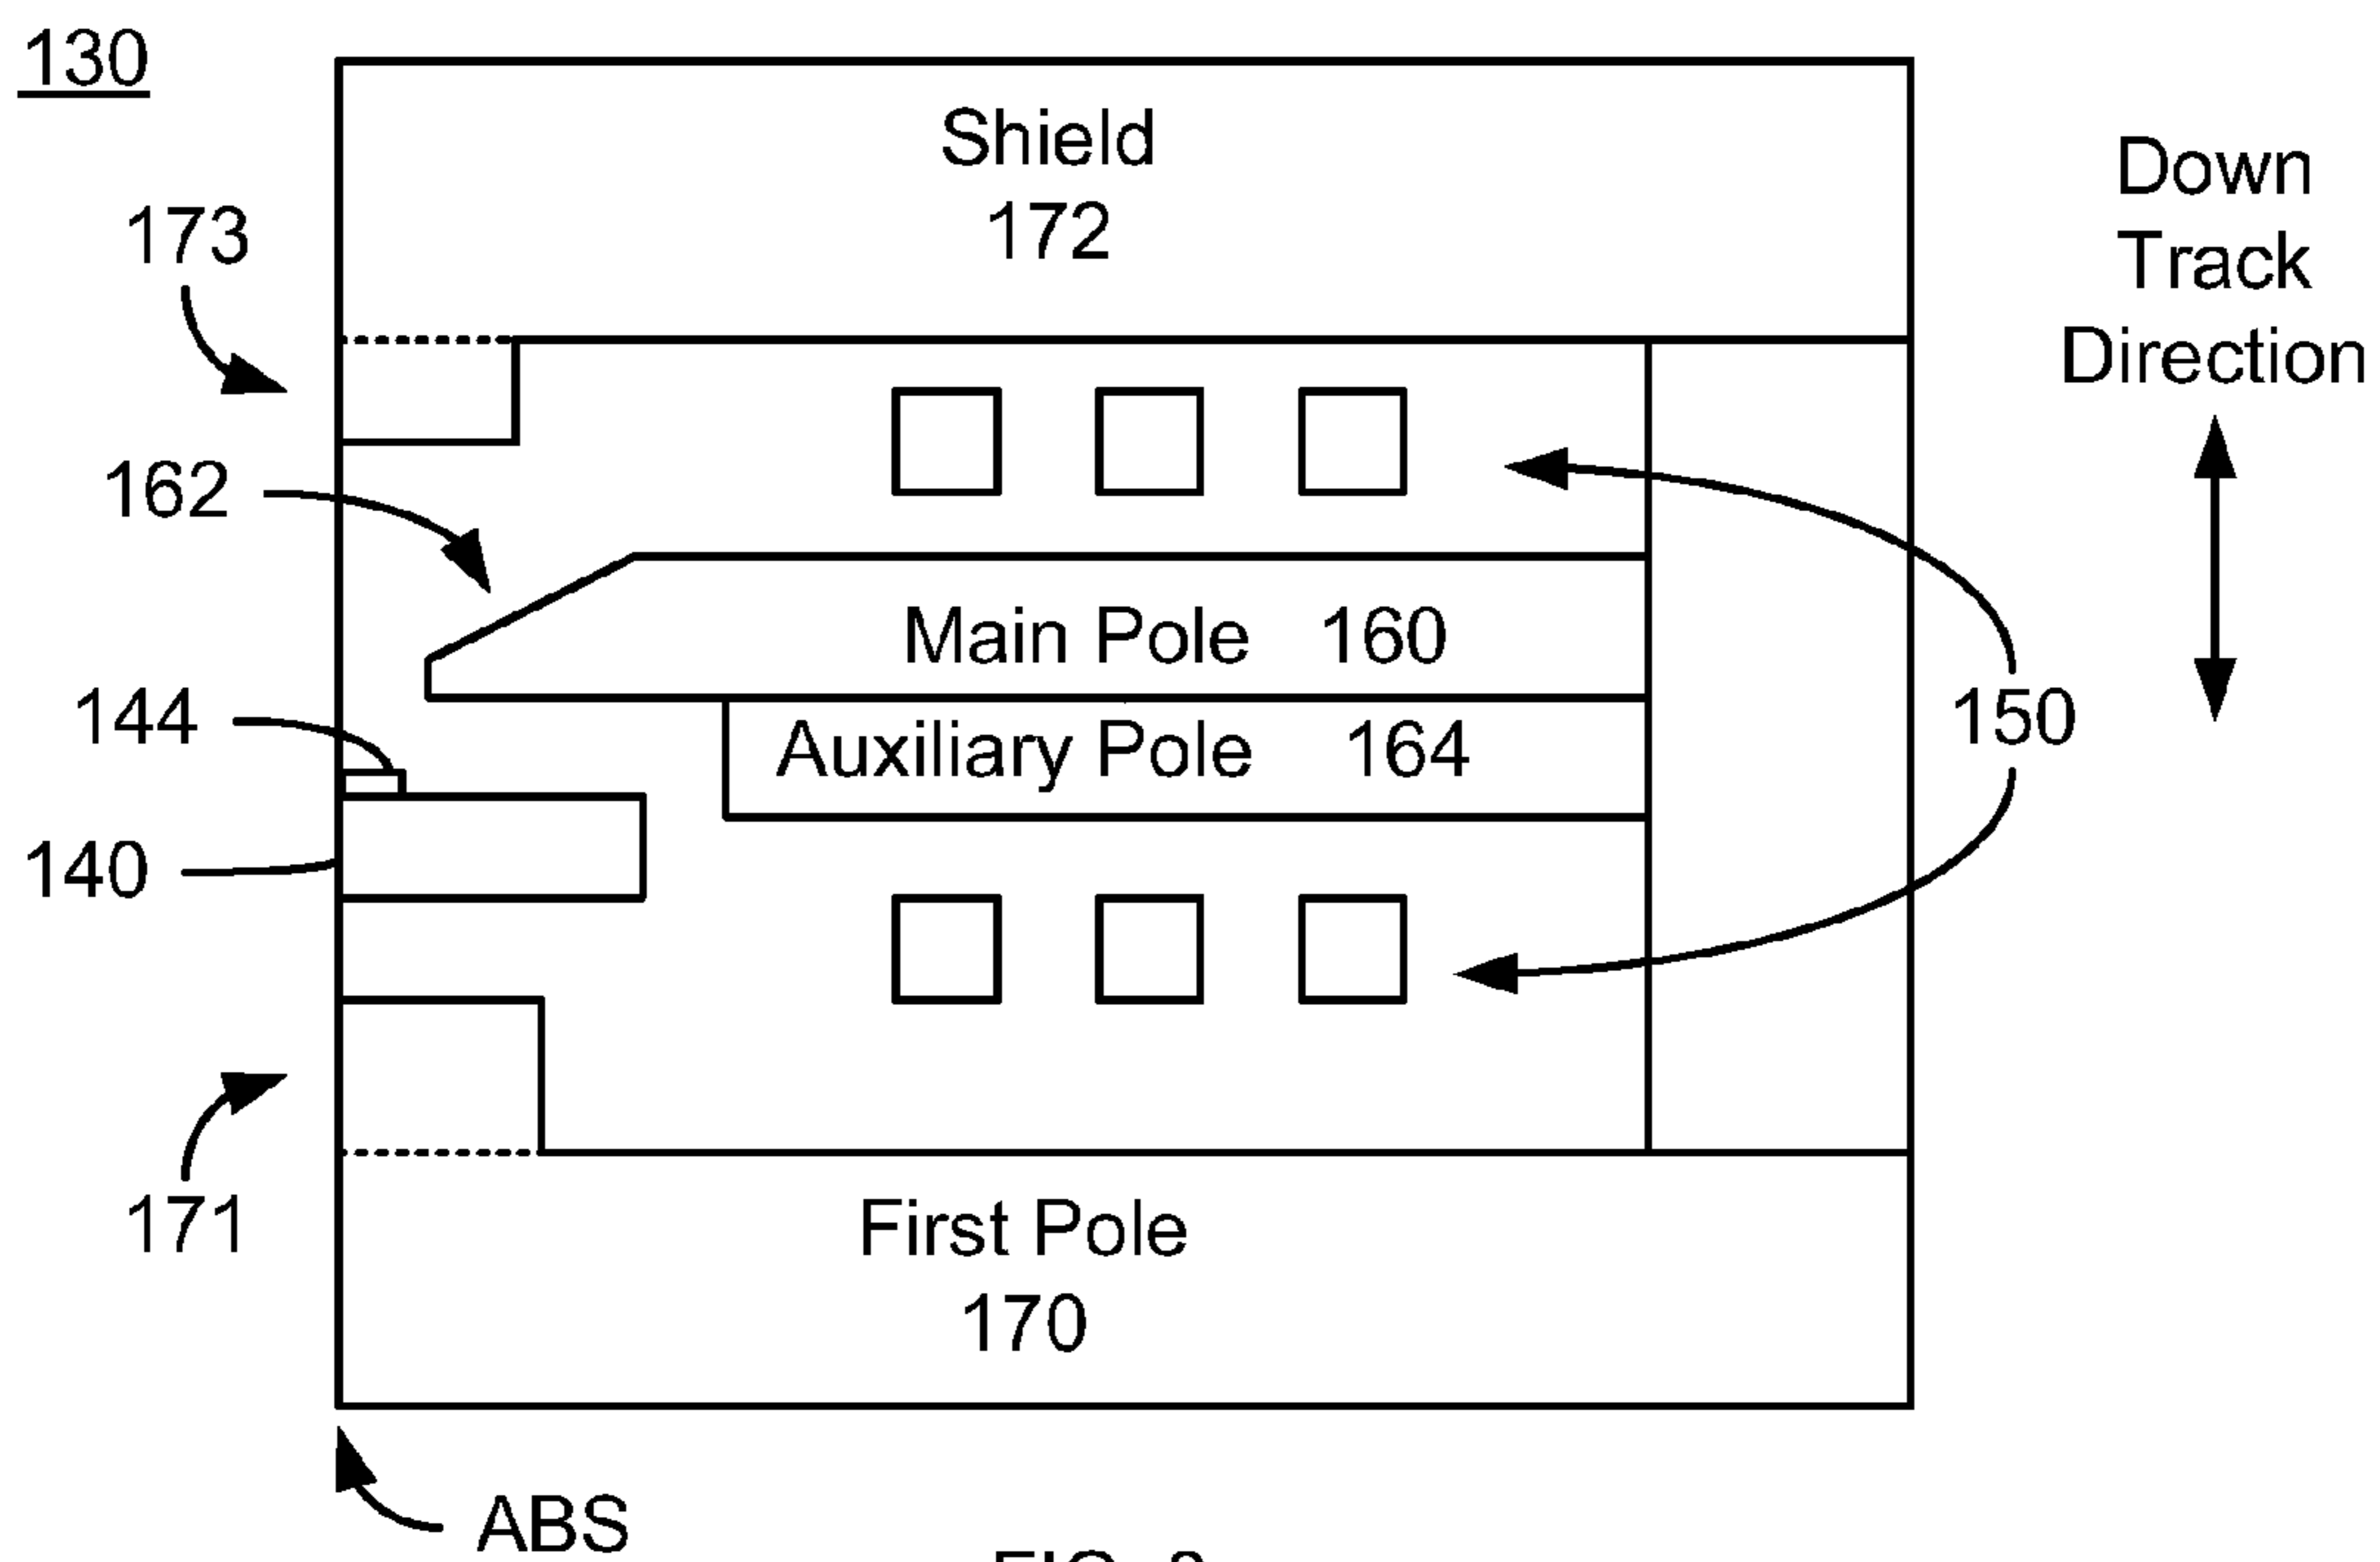 130
Shield
172
173
162
Down
Track
Direction
Main Pole 160
144
Auxiliary Pole 164
150
140
171
First Pole
170
ABS